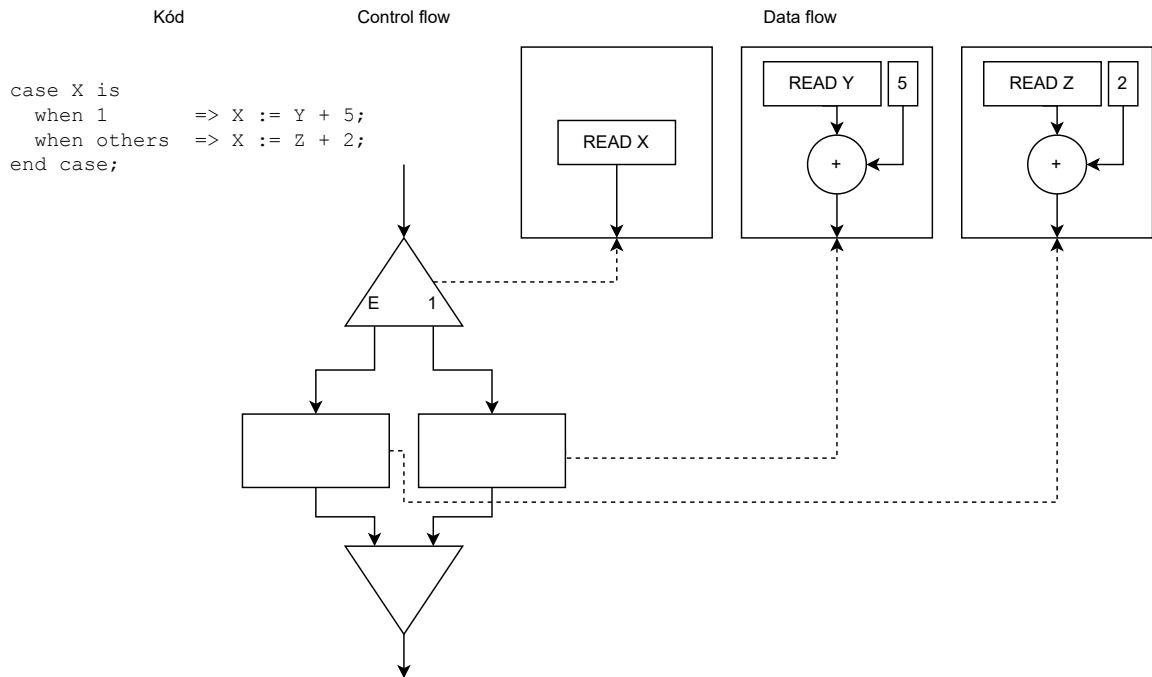 Kód
Control flow
Data flow
case X is
  when 1       => X := Y + 5;
  when others  => X := Z + 2;
end case;
READ X
READ Y
5
+
READ Z
2
+
E
1